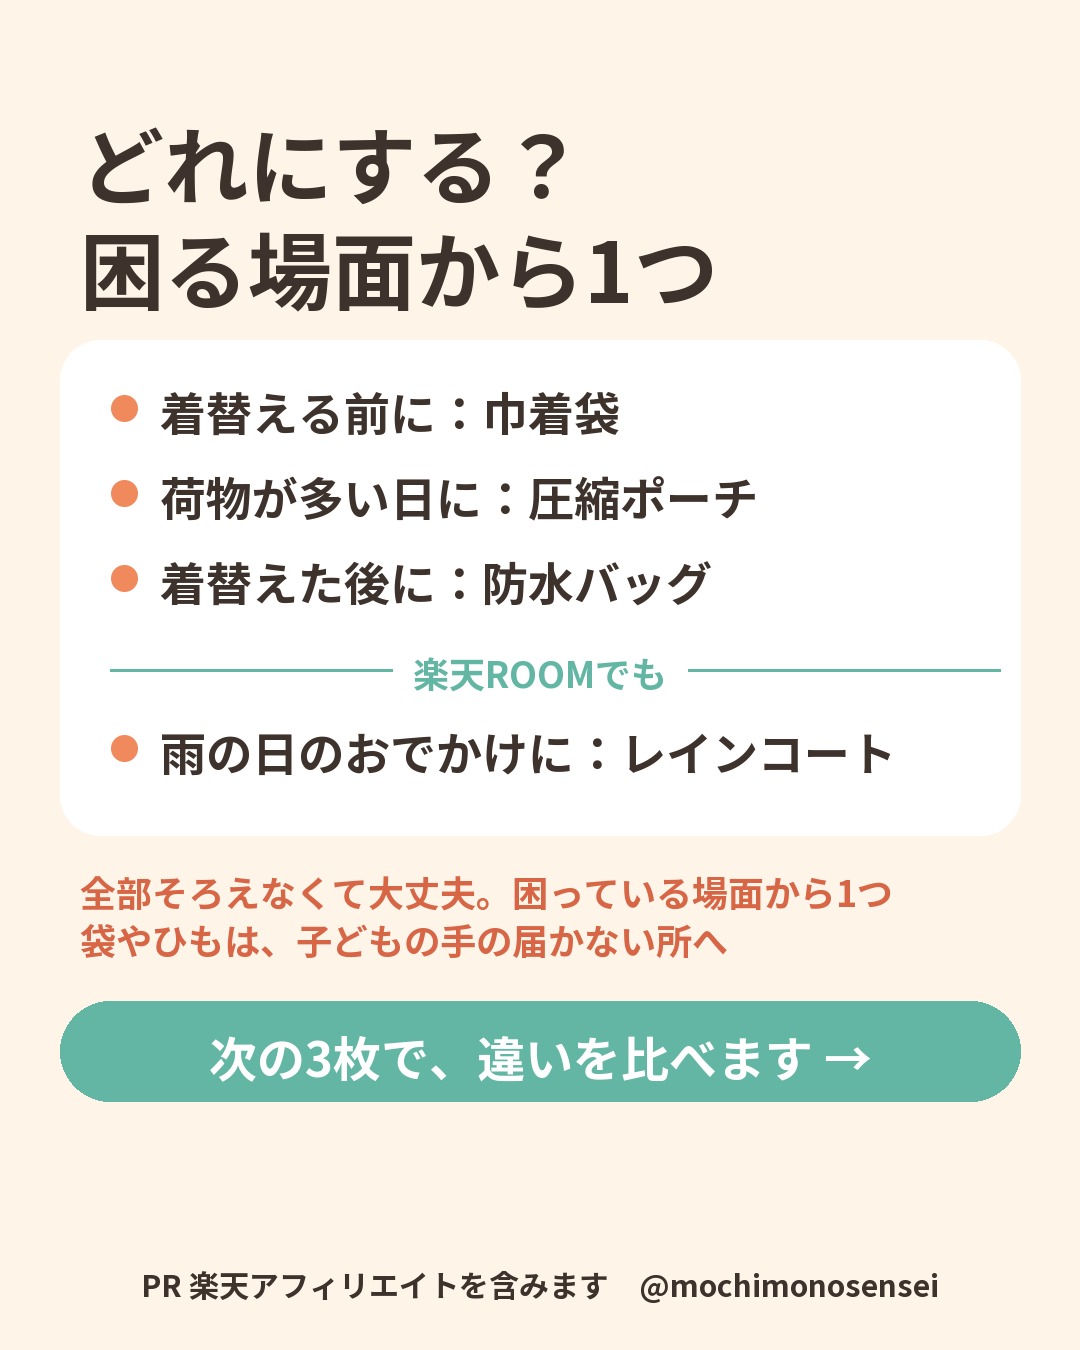 どれにする？
困る場面から1つ
着替える前に：巾着袋
荷物が多い日に：圧縮ポーチ
着替えた後に：防水バッグ
楽天ROOMでも
雨の日のおでかけに：レインコート
全部そろえなくて大丈夫。困っている場面から1つ
袋やひもは、子どもの手の届かない所へ
次の3枚で、違いを比べます →
PR 楽天アフィリエイトを含みます　@mochimonosensei